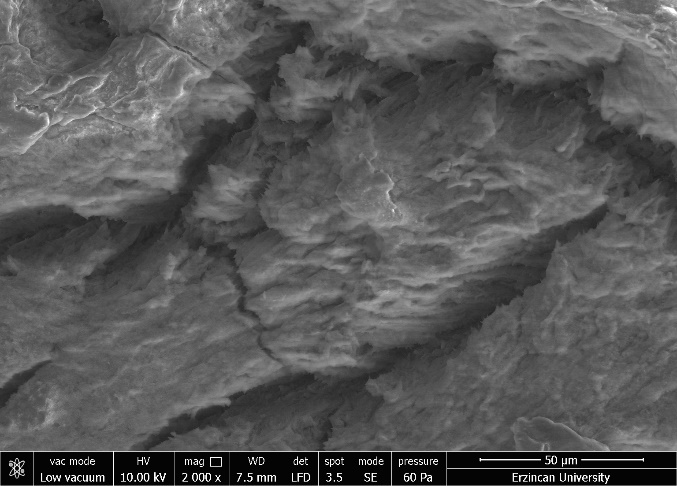 vac mode HV mag WD det spot mode pressure 50 µm
Low vacuum 10.00 kV 2 000 x 7.5 mm LFD 3.5 SE 60 Pa Erzincan University